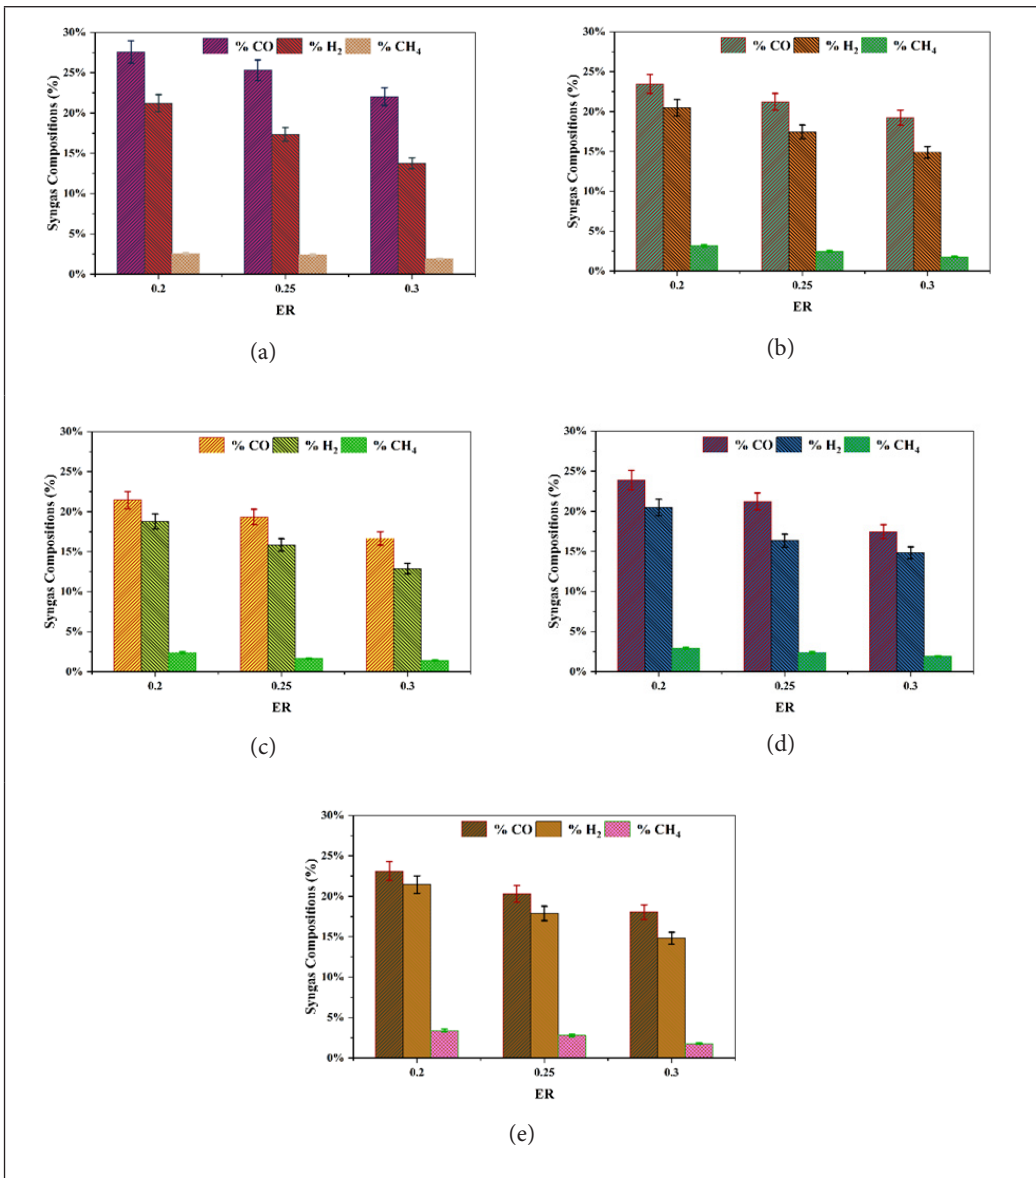 % CO % H₂ % CH₄
Syngas Compositions (%)
30%
25%
20%
15%
10%
5%
0%
0.2 0.25 0.3
ER
(a)
% CO % H₂ % CH₄
Syngas Compositions (%)
30%
25%
20%
15%
10%
5%
0%
0.2 0.25 0.3
ER
(b)
% CO % H₂ % CH₄
Syngas Compositions (%)
30%
25%
20%
15%
10%
5%
0%
0.2 0.25 0.3
ER
(c)
% CO % H₂ % CH₄
Syngas Compositions (%)
30%
25%
20%
15%
10%
5%
0%
0.2 0.25 0.3
ER
(d)
% CO % H₂ % CH₄
Syngas Compositions (%)
30%
25%
20%
15%
10%
5%
0%
0.2 0.25 0.3
ER
(e)